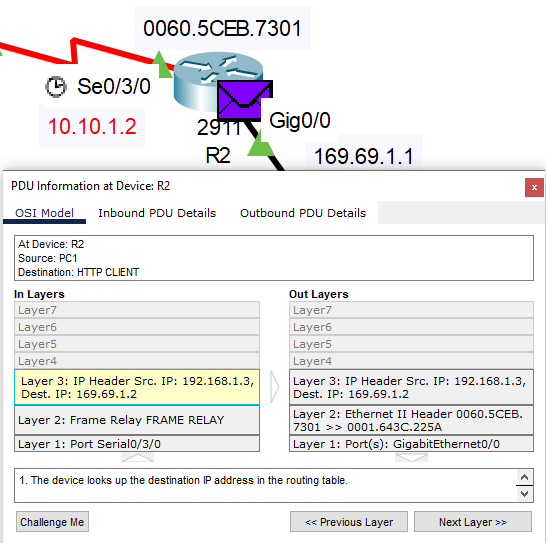 0060.5CEB.7301
Se0/3/0
10.10.1.2
2911
R2
Gig0/0
169.69.1.1
PDU Information at Device: R2
x
OSI Model
Inbound PDU Details
Outbound PDU Details
At Device: R2
Source: PC1
Destination: HTTP CLIENT
In Layers
Layer7
Layer6
Layer5
Layer4
Layer 3: IP Header Src. IP: 192.168.1.3,
Dest. IP: 169.69.1.2
Layer 2: Frame Relay FRAME RELAY
Layer 1: Port Serial0/3/0
Out Layers
Layer7
Layer6
Layer5
Layer4
Layer 3: IP Header Src. IP: 192.168.1.3,
Dest. IP: 169.69.1.2
Layer 2: Ethernet II Header 0060.5CEB.
7301 >> 0001.643C.225A
Layer 1: Port(s): GigabitEthernet0/0
1. The device looks up the destination IP address in the routing table.
Challenge Me
<< Previous Layer
Next Layer >>